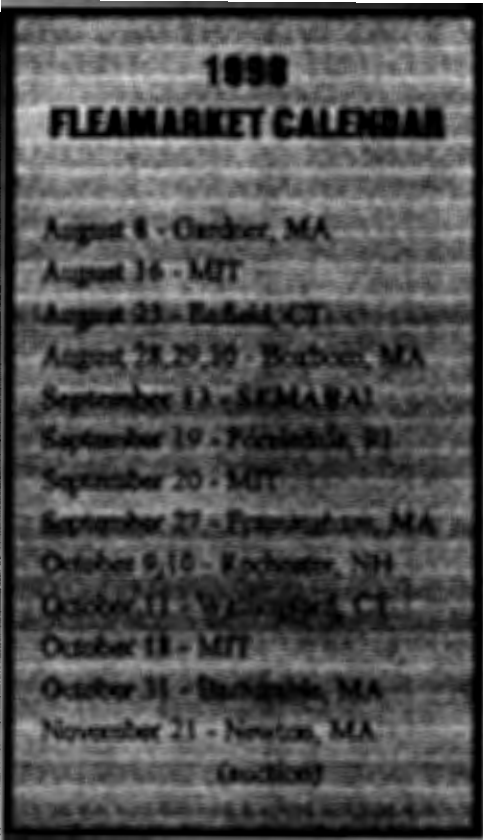 1998
FLEAMARKET CALENDAR
August 8 - Gardner, MA
August 16 - MIT
August 23 - Enfield, CT
August 28,29,30 - Boxboro, MA
September 13 - SEMARA
September 19 - Forestdale, RI
September 20 - MIT
September 27 - Framingham, MA
October 9,10 - Rochester, NH
October 11 - Wallingford, CT
October 18 - MIT
October 31 - MA
November 21 - Newton, MA
(auction)